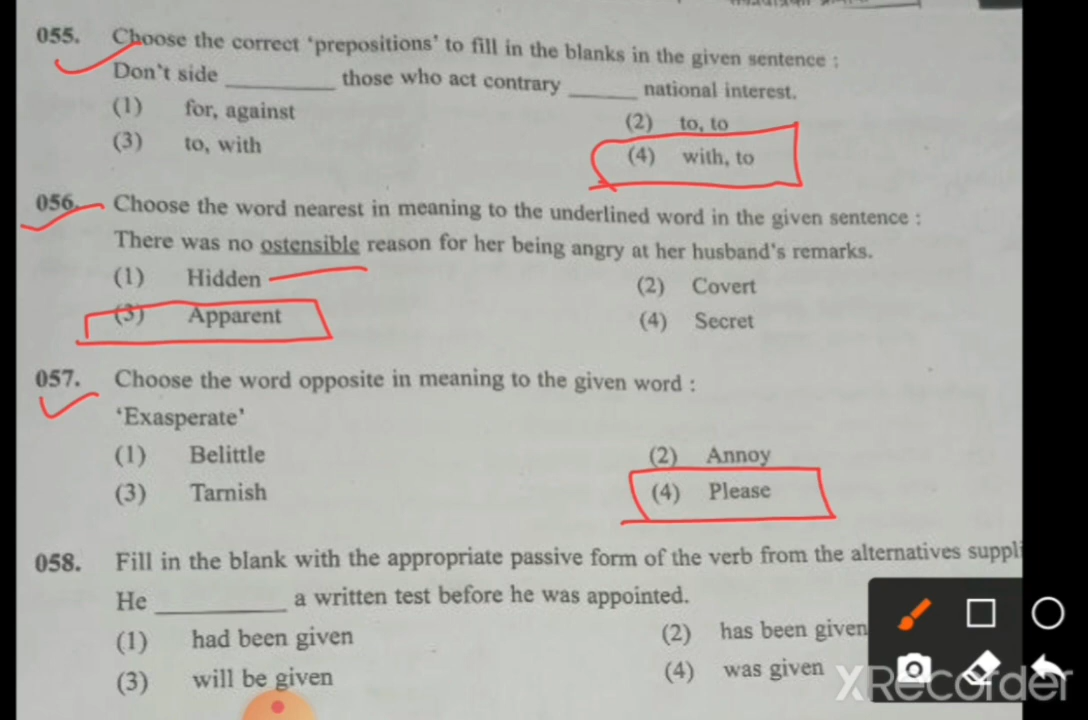 055. Choose the correct ‘prepositions’ to fill in the blanks in the given sentence :
Don’t side _________ those who act contrary ______ national interest.
(1) for, against (2) to, to
(3) to, with (4) with, to
056. Choose the word nearest in meaning to the underlined word in the given sentence :
There was no ostensible reason for her being angry at her husband’s remarks.
(1) Hidden (2) Covert
(3) Apparent (4) Secret
057. Choose the word opposite in meaning to the given word :
‘Exasperate’
(1) Belittle (2) Annoy
(3) Tarnish (4) Please
058. Fill in the blank with the appropriate passive form of the verb from the alternatives suppli
He ___________ a written test before he was appointed.
(1) had been given (2) has been given
(3) will be given (4) was given
XRecorder